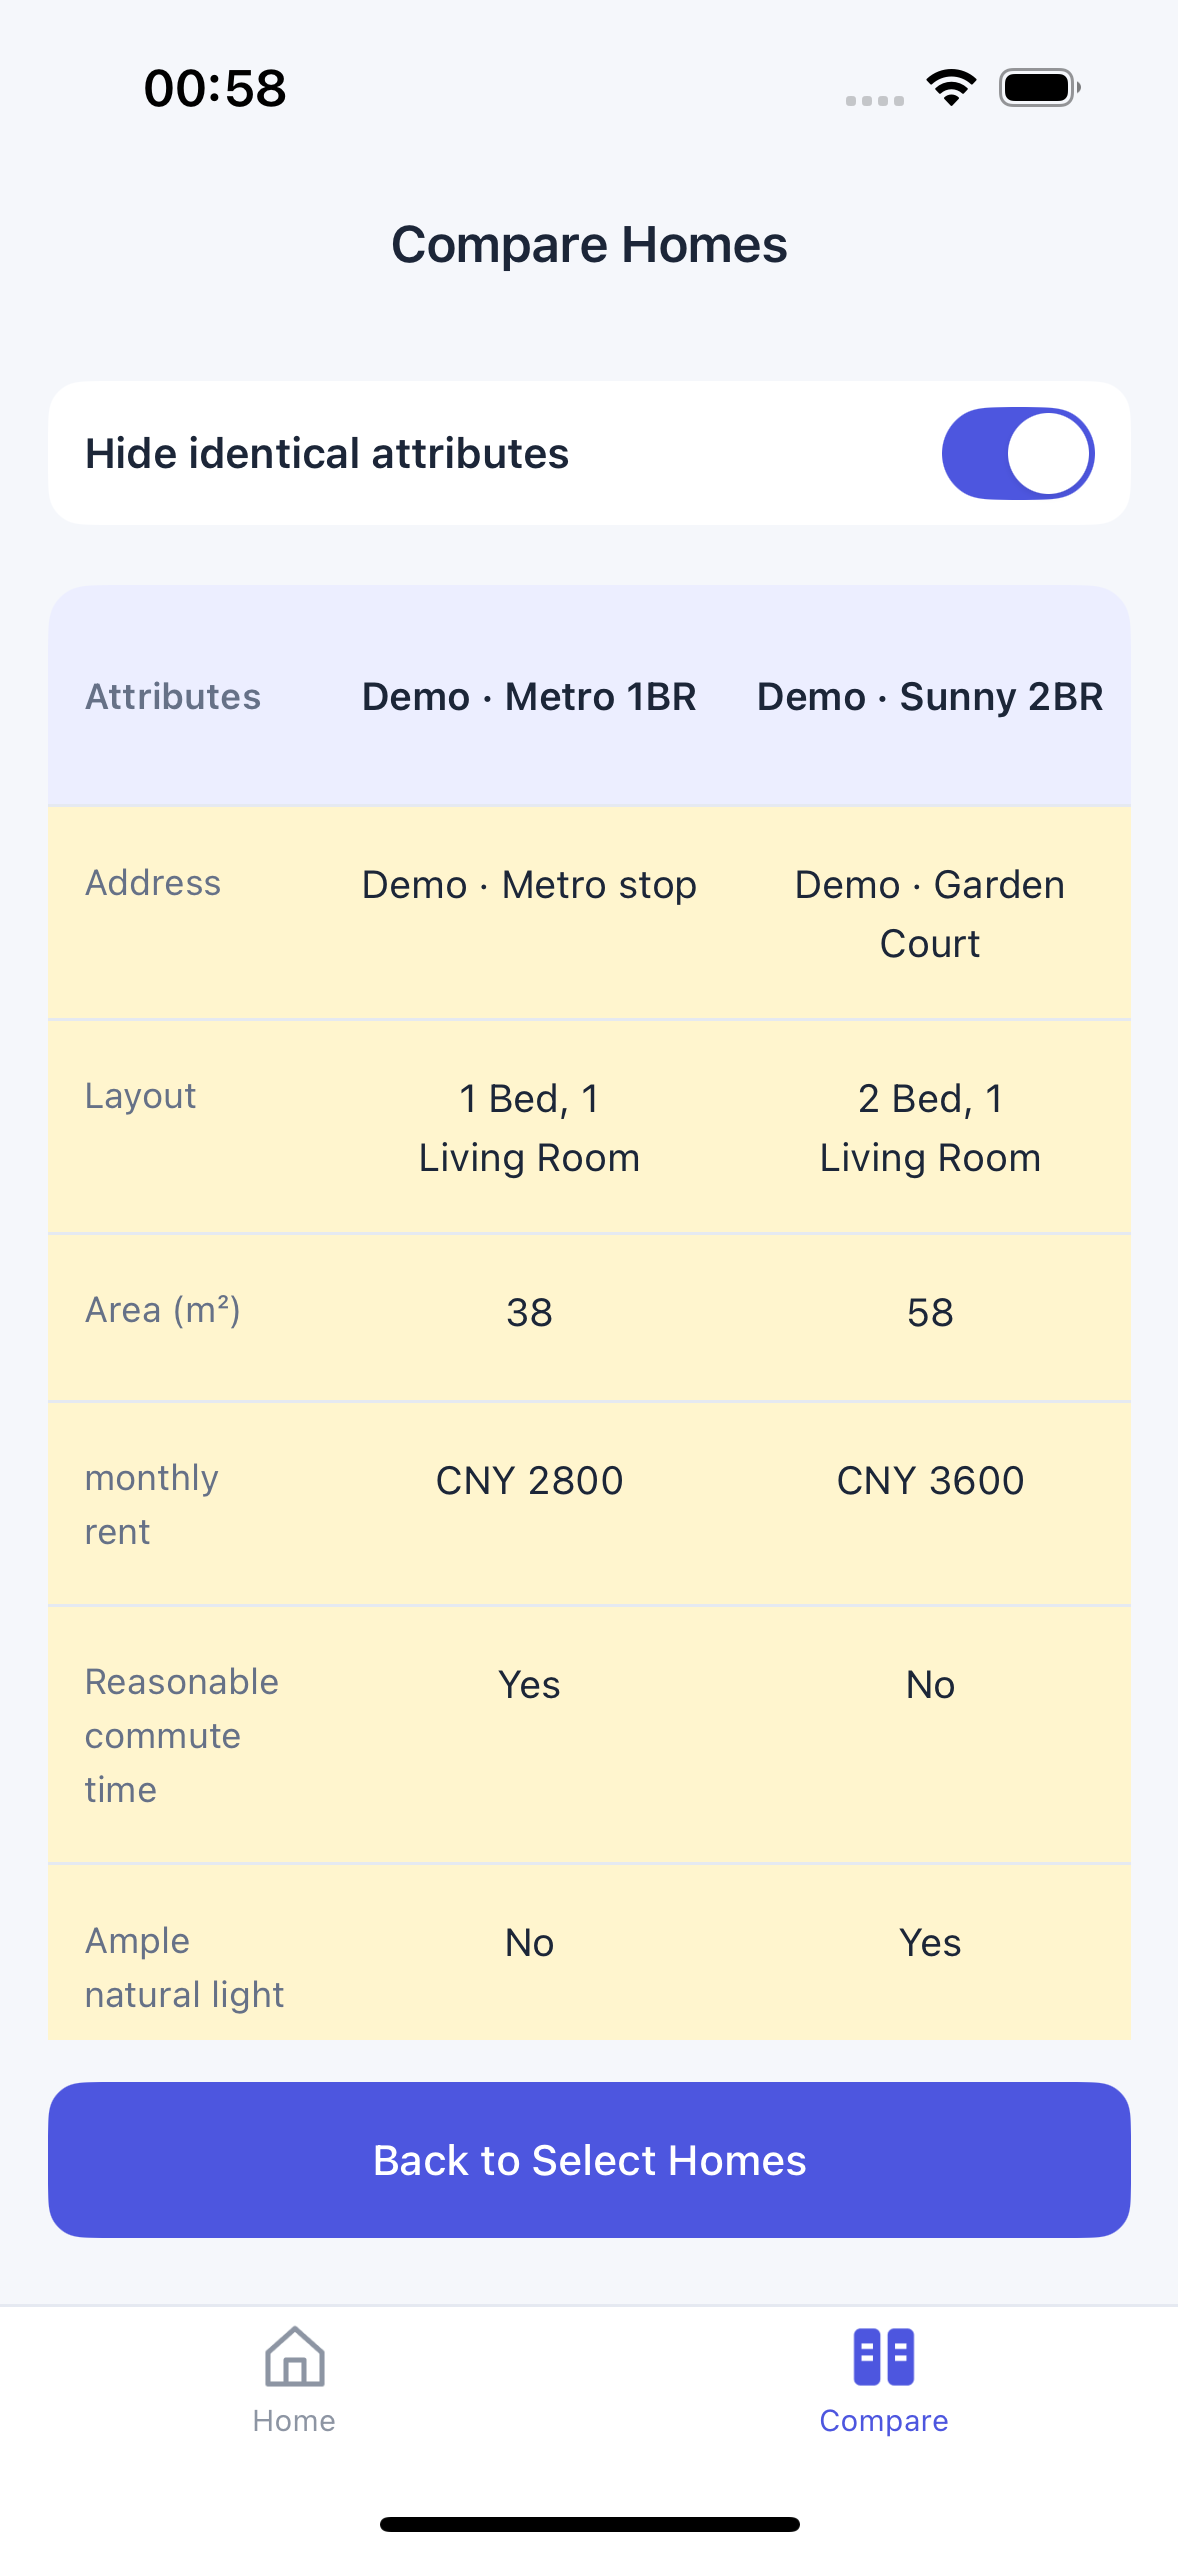 00:58
Compare Homes
Hide identical attributes
Attributes
Demo · Metro 1BR
Demo · Sunny 2BR
Address
Demo · Metro stop
Demo · Garden
Court
Layout
1 Bed, 1
Living Room
2 Bed, 1
Living Room
Area (m²)
38
58
monthly
rent
CNY 2800
CNY 3600
Reasonable
commute
time
Yes
No
Ample
natural light
No
Yes
Back to Select Homes
Home
Compare